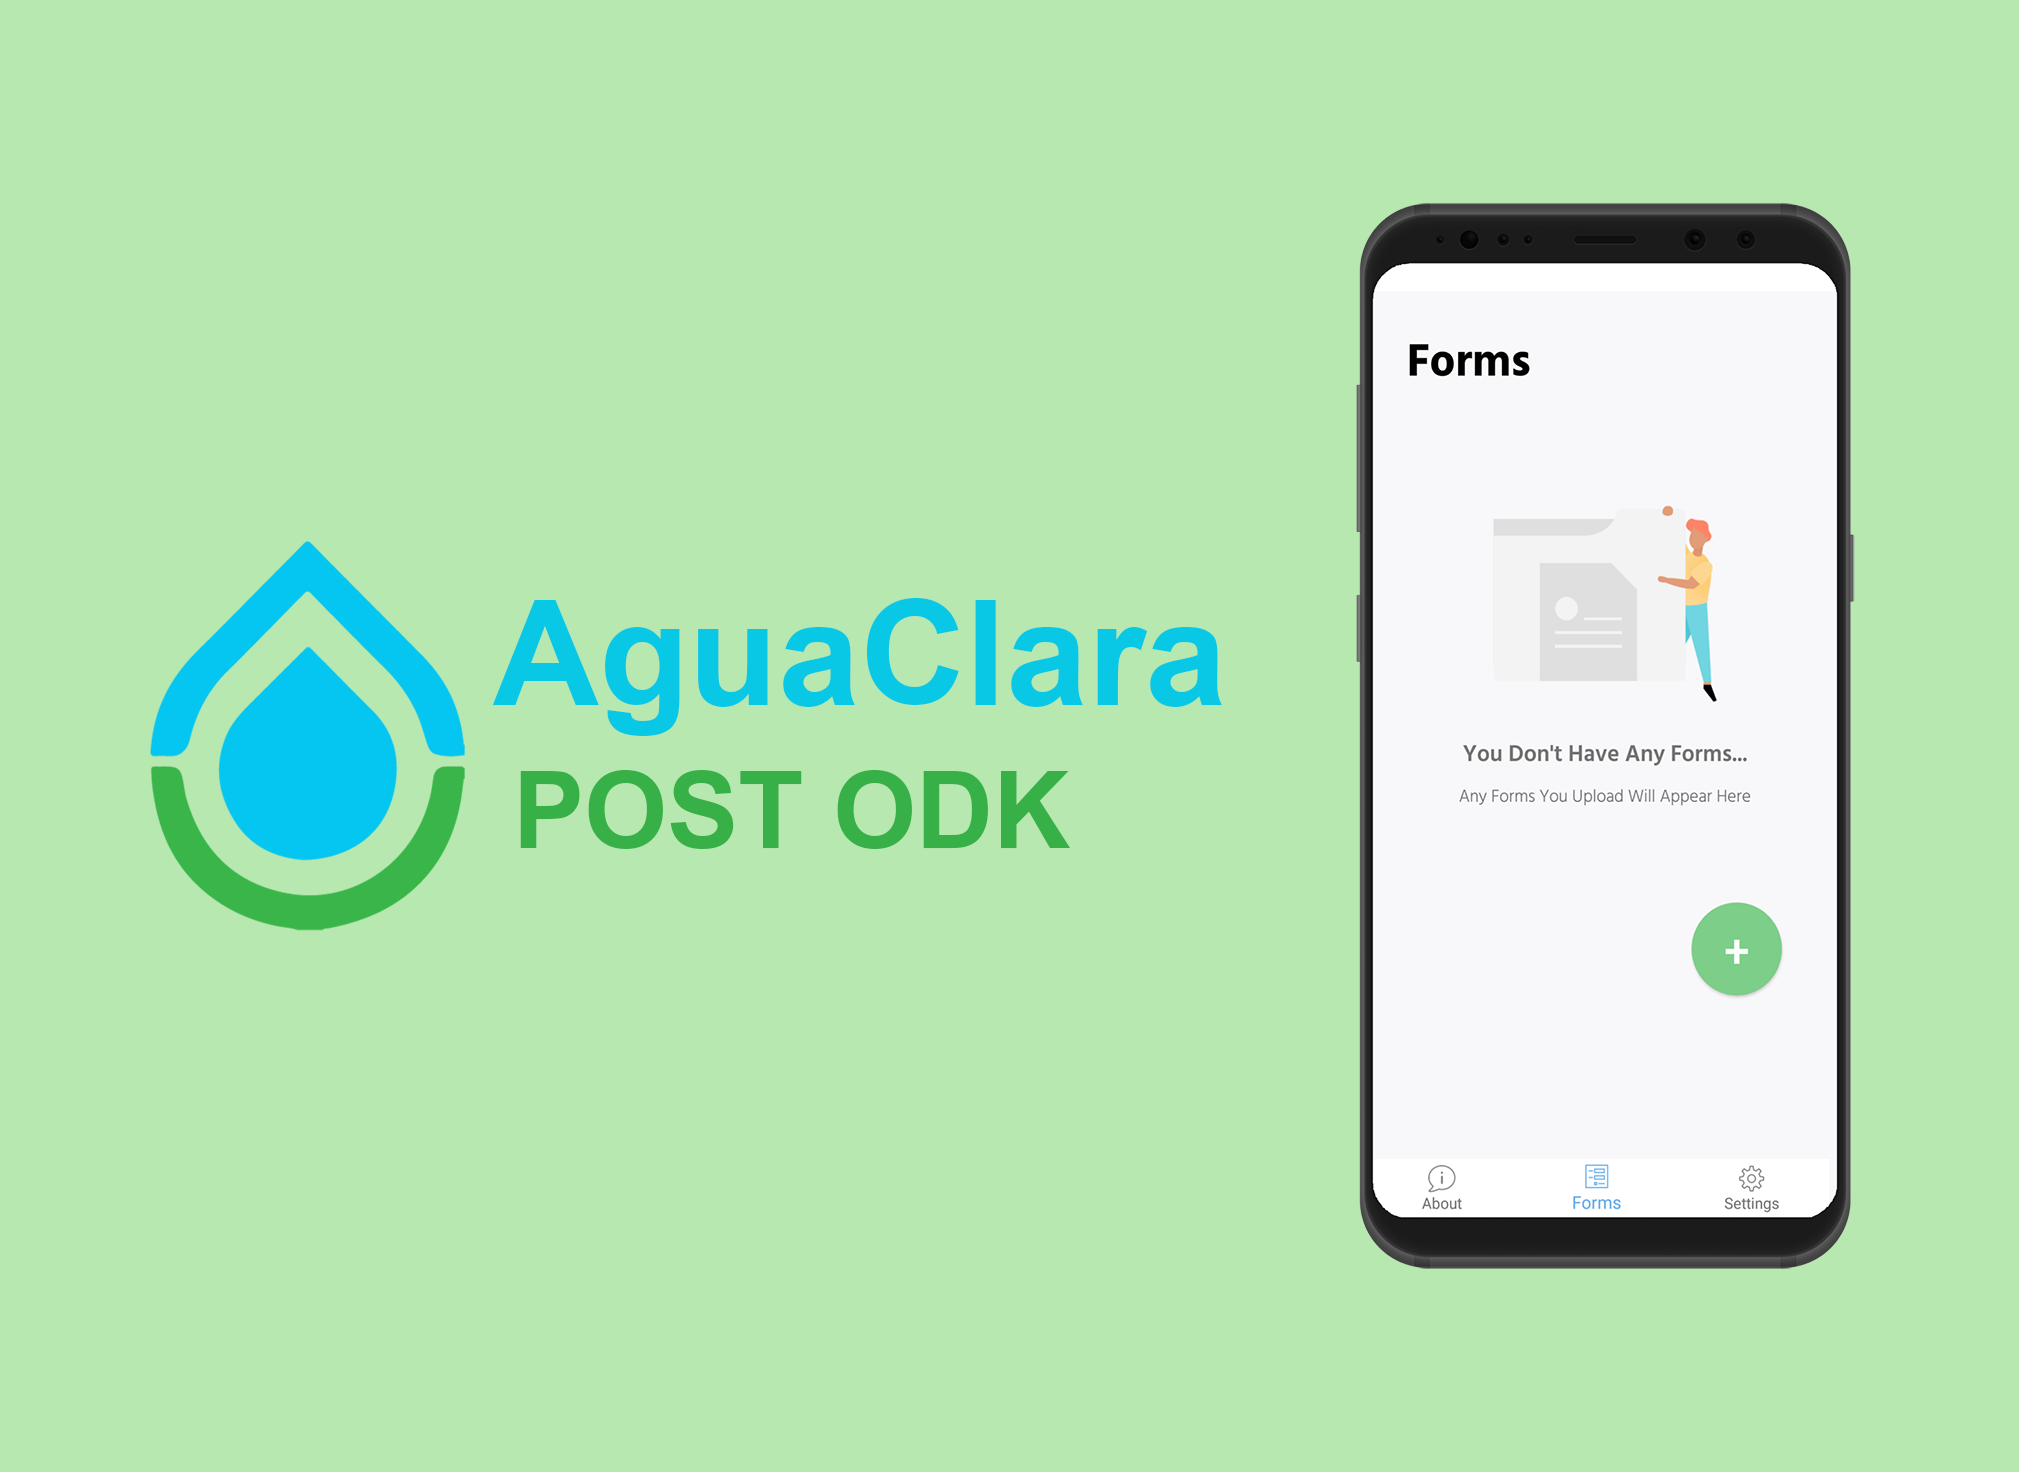 AguaClara
POST ODK
Forms
You Don't Have Any Forms...
Any Forms You Upload Will Appear Here
+
About
Forms
Settings